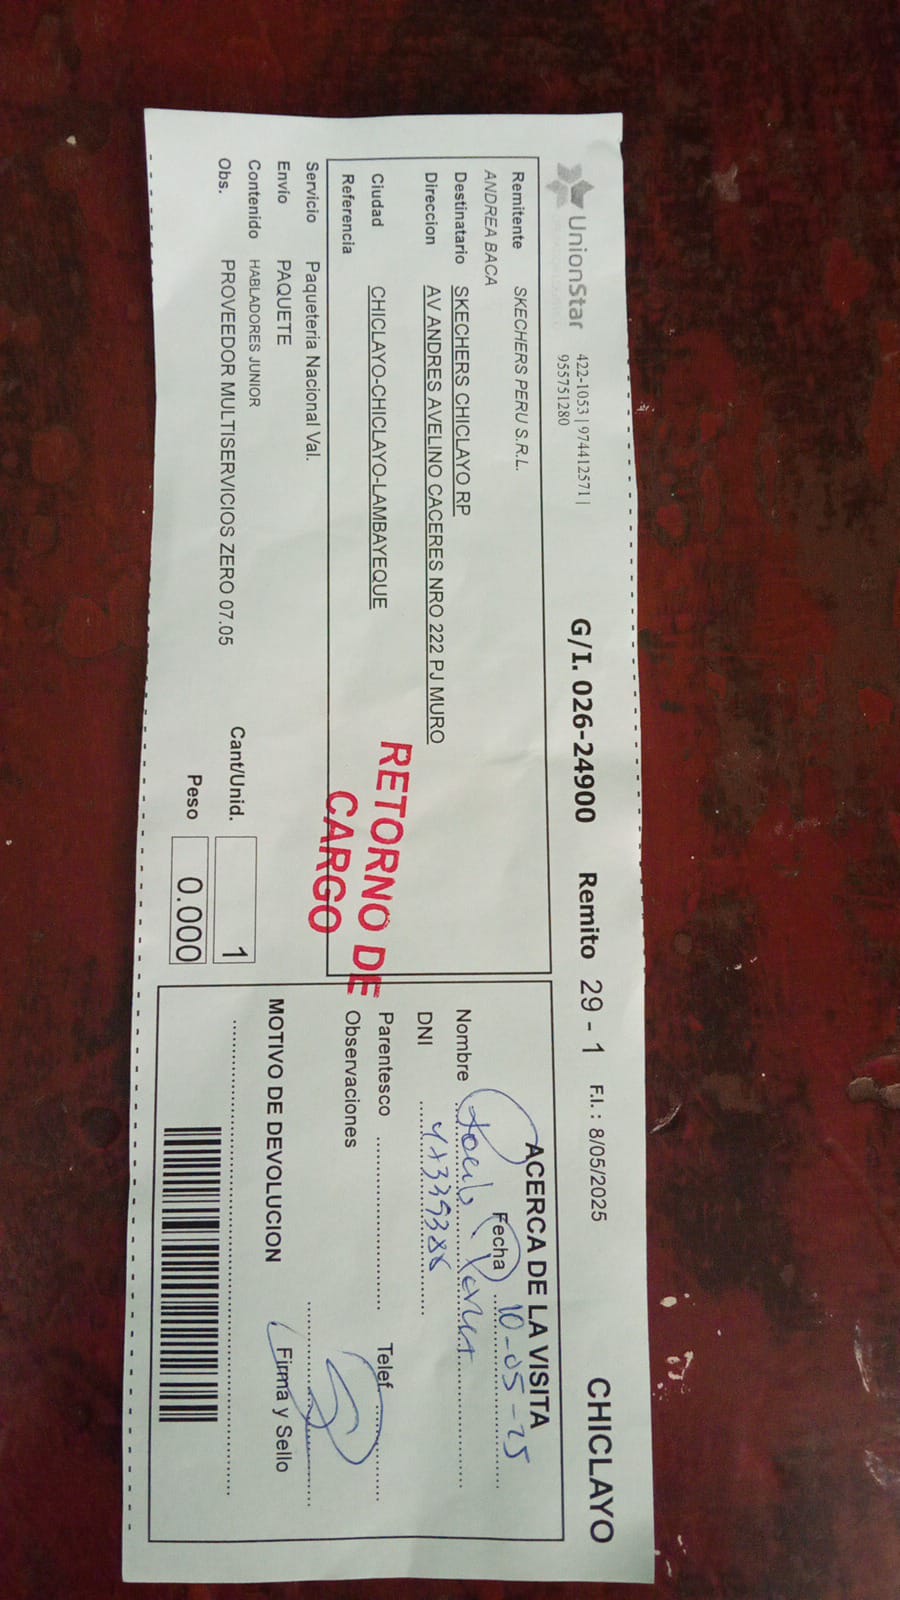 UnionStar 422-1053 | 974412571 |
955751280
G/I. 026-24900 Remito 29 - 1 F.I. : 8/05/2025 CHICLAYO
Remitente SKECHERS PERU S.R.L.
ANDREA BACA
Destinatario SKECHERS CHICLAYO RP
Direccion AV ANDRES AVELINO CACERES NRO 222 PJ MURO
Ciudad CHICLAYO-CHICLAYO-LAMBAYEQUE
Referencia
RETORNO DE
CARGO
Servicio Paqueteria Nacional Val.
Envio PAQUETE
Contenido HABLADORES JUNIOR
Obs. PROVEEDOR MULTISERVICIOS ZERO 07.05
Cant/Unid. 1
Peso 0.000
ACERCA DE LA VISITA
Fecha 10-05-25
Nombre
DNI
Parentesco Telef
Observaciones
MOTIVO DE DEVOLUCION Firma y Sello